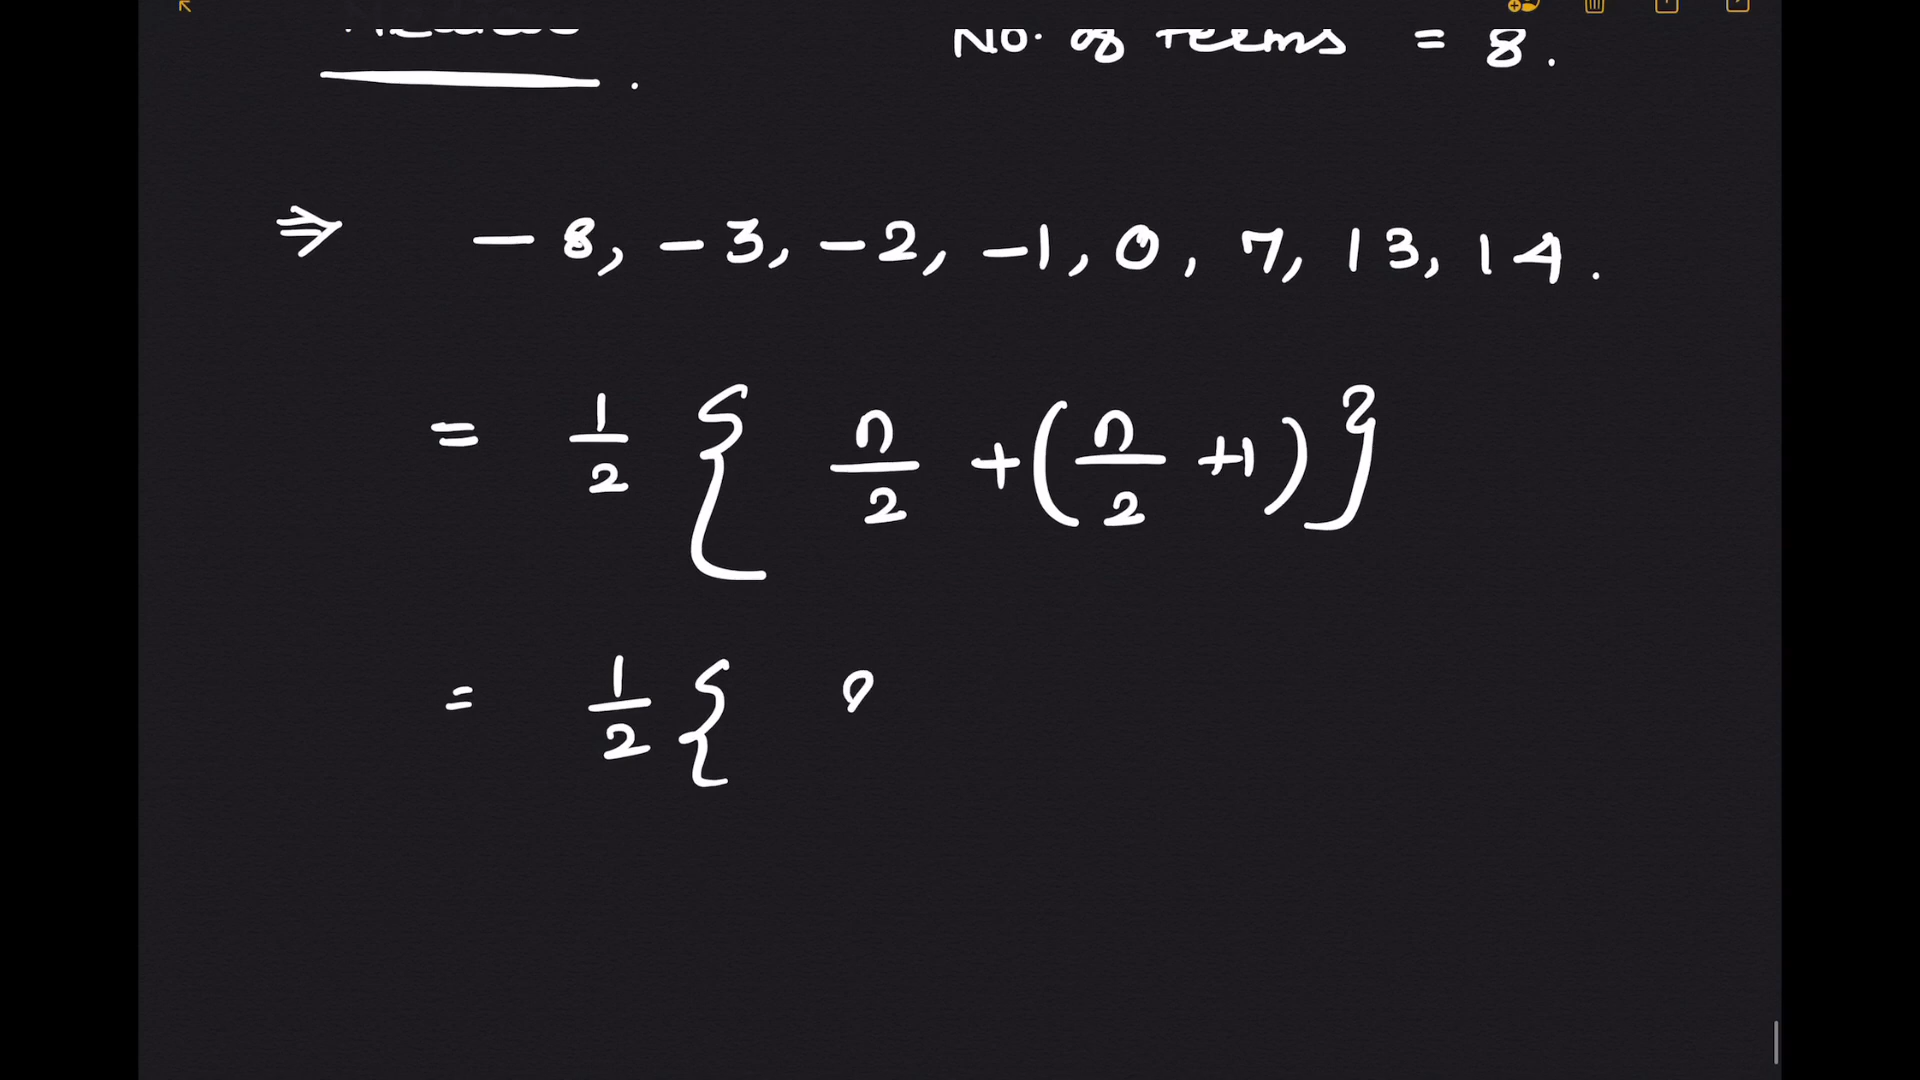 Median . No. of Terms = 8 .
⇒ - 8, - 3, - 2, -1, 0, 7, 13, 14 .
= 1/2 { n/2 + (n/2 +1) }
= 1/2 {